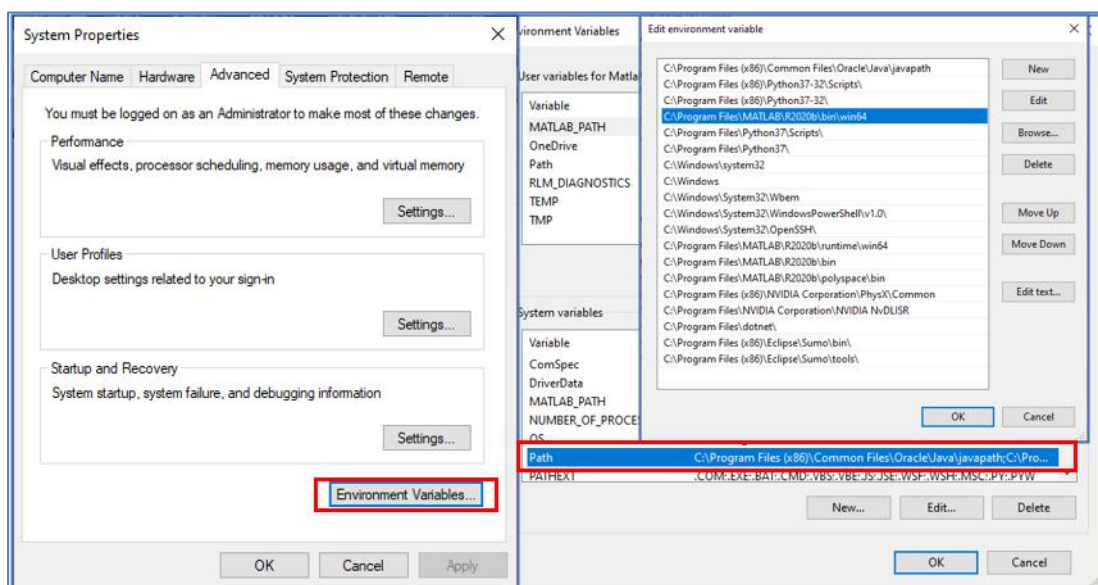 System Properties
Computer Name Hardware Advanced System Protection Remote
You must be logged on as an Administrator to make most of these changes.
Performance
Visual effects, processor scheduling, memory usage, and virtual memory
Settings...
User Profiles
Desktop settings related to your sign-in
Settings...
Startup and Recovery
System startup, system failure, and debugging information
Settings...
Environment Variables...
OK Cancel Apply
vironment Variables
User variables for Matla
Variable
MATLAB_PATH
OneDrive
Path
RLM_DIAGNOSTICS
TEMP
TMP
System variables
Variable
ComSpec
DriverData
MATLAB_PATH
NUMBER_OF_PROCE
OS
Path C:\Program Files (x86)\Common Files\Oracle\Java\javapath;C:\Pro...
PATHEXT .COM;.EXE;.BAT;.CMD;.VBS;.VBE;.JS;.JSE;.WSF;.WSH;.MSC;.PY;.PYW
New... Edit... Delete
OK Cancel
Edit environment variable
C:\Program Files (x86)\Common Files\Oracle\Java\javapath
C:\Program Files (x86)\Python37-32\Scripts\
C:\Program Files (x86)\Python37-32\
C:\Program Files\MATLAB\R2020b\bin\win64
C:\Program Files\Python37\Scripts\
C:\Program Files\Python37\
C:\Windows\system32
C:\Windows
C:\Windows\System32\Wbem
C:\Windows\System32\WindowsPowerShell\v1.0\
C:\Windows\System32\OpenSSH\
C:\Program Files\MATLAB\R2020b\runtime\win64
C:\Program Files\MATLAB\R2020b\bin
C:\Program Files\MATLAB\R2020b\polyspace\bin
C:\Program Files (x86)\NVIDIA Corporation\PhysX\Common
C:\Program Files\NVIDIA Corporation\NVIDIA NvDLISR
C:\Program Files\dotnet\
C:\Program Files (x86)\Eclipse\Sumo\bin\
C:\Program Files (x86)\Eclipse\Sumo\tools\
New
Edit
Browse...
Delete
Move Up
Move Down
Edit text...
OK Cancel